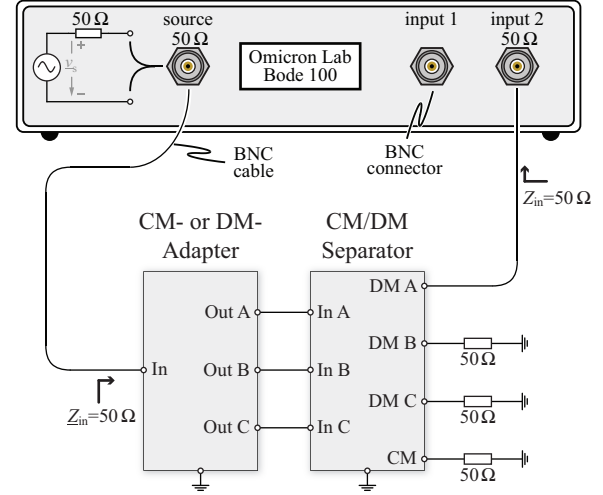 50 Ω
+
v̲s
−
source
50 Ω
Omicron Lab
Bode 100
input 1
input 2
50 Ω
BNC
cable
BNC
connector
Zin=50 Ω
CM- or DM-
Adapter
CM/DM
Separator
In
Out A
Out B
Out C
In A
In B
In C
DM A
DM B
DM C
CM
50 Ω
50 Ω
50 Ω
Z̲in=50 Ω